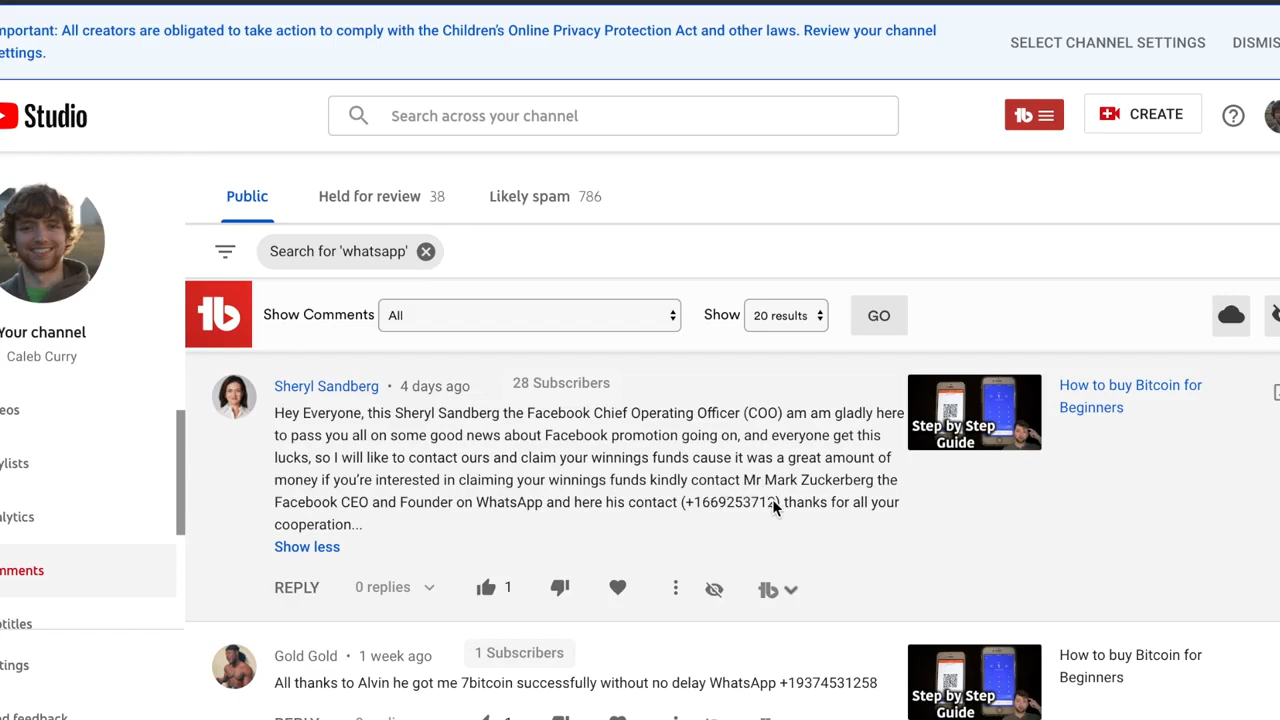 mportant: All creators are obligated to take action to comply with the Children's Online Privacy Protection Act and other laws. Review your channel
ettings.
SELECT CHANNEL SETTINGS
DISMIS
Studio
Search across your channel
CREATE
Public
Held for review 38
Likely spam 786
Search for 'whatsapp'
Show Comments
All
Show
20 results
GO
Your channel
Caleb Curry
eos
ylists
alytics
mments
btitles
tings
nd feedback
Sheryl Sandberg • 4 days ago
28 Subscribers
Hey Everyone, this Sheryl Sandberg the Facebook Chief Operating Officer (COO) am am gladly here
to pass you all on some good news about Facebook promotion going on, and everyone get this
lucks, so I will like to contact ours and claim your winnings funds cause it was a great amount of
money if you're interested in claiming your winnings funds kindly contact Mr Mark Zuckerberg the
Facebook CEO and Founder on WhatsApp and here his contact (+1669253712) thanks for all your
cooperation...
Show less
REPLY
0 replies
1
Step by Step
Guide
How to buy Bitcoin for
Beginners
Gold Gold • 1 week ago
1 Subscribers
All thanks to Alvin he got me 7bitcoin successfully without no delay WhatsApp +19374531258
Step by Step
Guide
How to buy Bitcoin for
Beginners